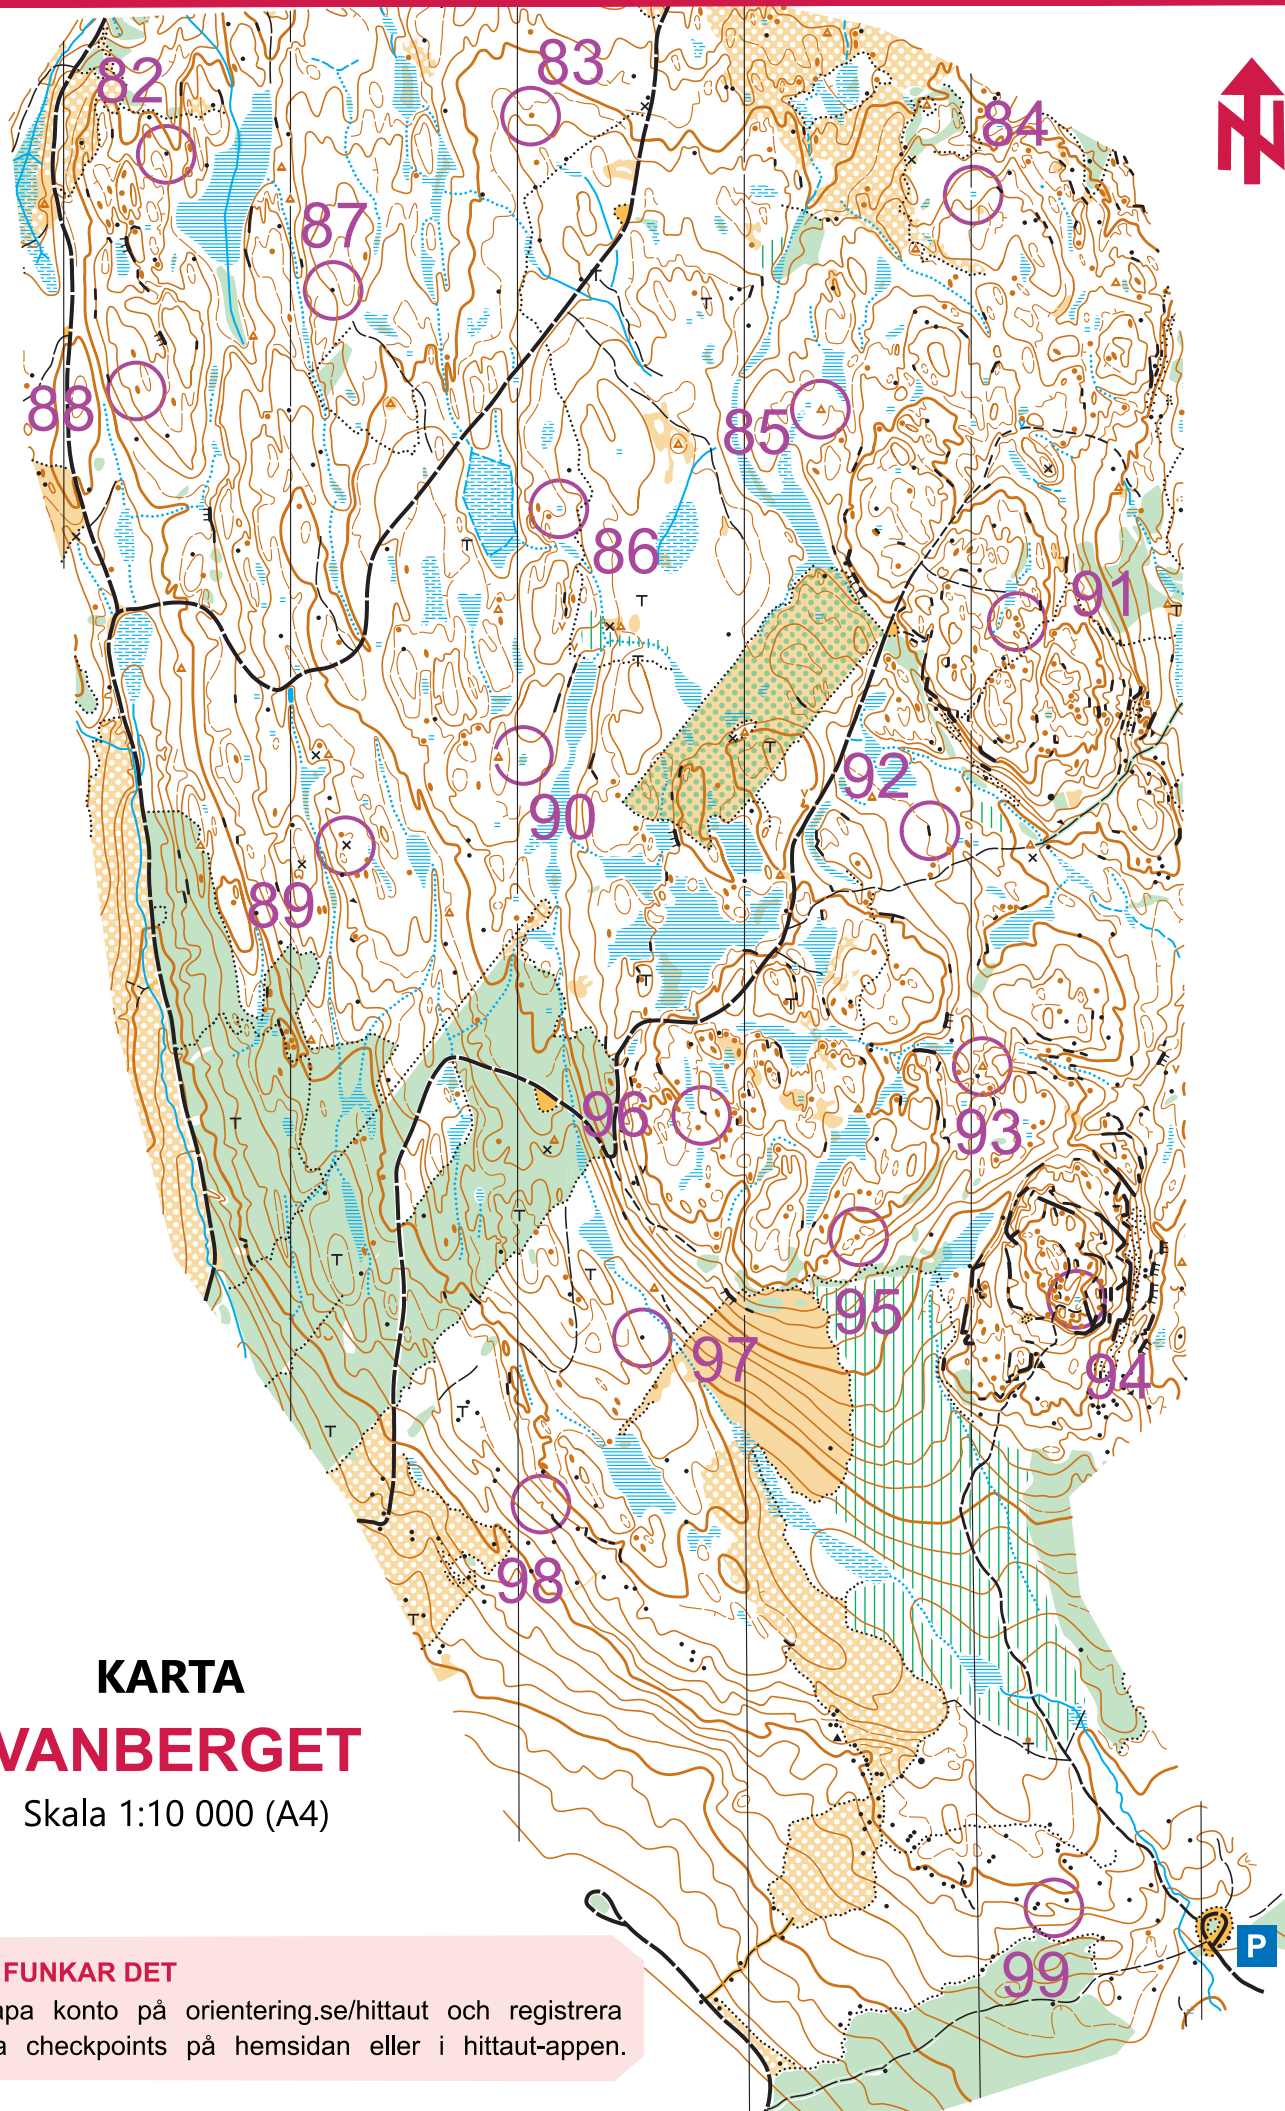 83
82
84
N
87
88
85
86
91
92
90
89
96
93
95
97
94
98
KARTA
VANBERGET
Skala 1:10 000 (A4)
P
FUNKAR DET
99
apa konto på orientering.se/hittaut och registrera
a checkpoints på hemsidan eller i hittaut-appen.